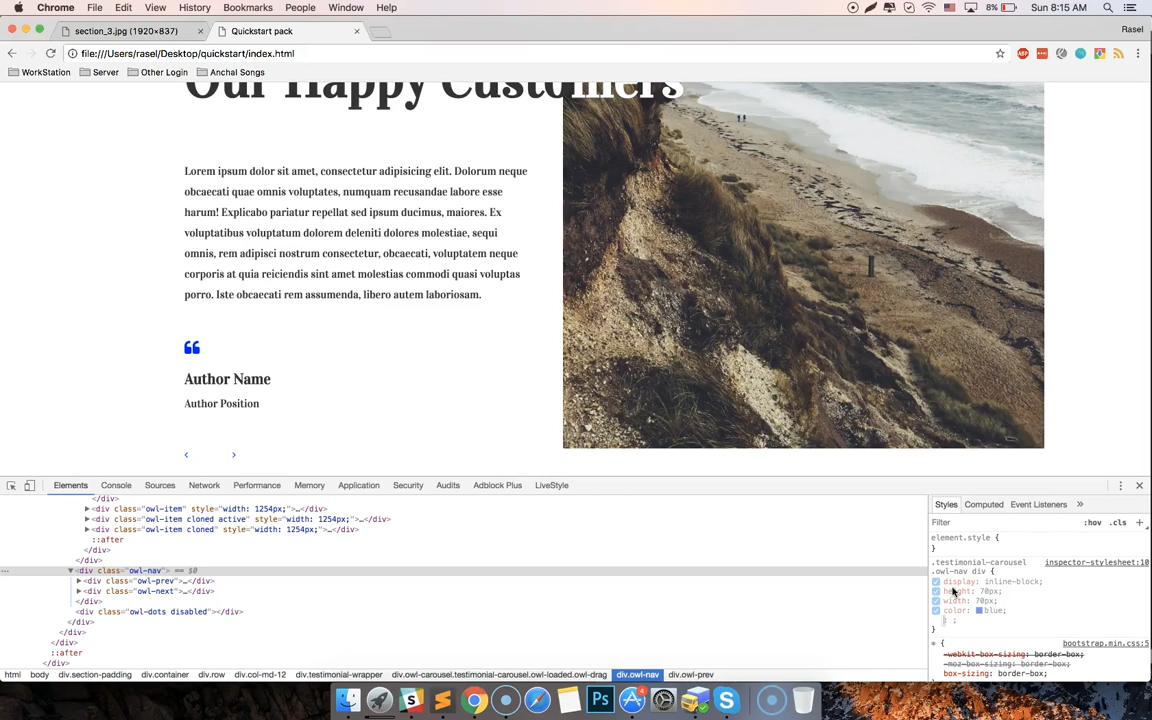 Chrome File Edit View History Bookmarks People Window Help
8% Sun 8:15 AM
section_3.jpg (1920×837) × Quickstart pack ×
Rasel
file:///Users/rasel/Desktop/quickstart/index.html
WorkStation Server Other Login Anchal Songs
Our Happy Customers
Lorem ipsum dolor sit amet, consectetur adipisicing elit. Dolorum neque
obcaecati quae omnis voluptates, numquam recusandae labore esse
harum! Explicabo pariatur repellat sed ipsum ducimus, maiores. Ex
voluptatibus voluptatum dolorem deleniti dolores molestiae, sequi
omnis, rem adipisci nostrum consectetur, obcaecati, voluptatem neque
corporis at quia reiciendis sint amet molestias commodi quasi voluptas
porro. Iste obcaecati rem assumenda, libero autem laboriosam.
Author Name
Author Position
‹ ›
Elements Console Sources Network Performance Memory Application Security Audits Adblock Plus LiveStyle
</div>
▶<div class="owl-item" style="width: 1254px;">…</div>
▶<div class="owl-item cloned active" style="width: 1254px;">…</div>
▶<div class="owl-item cloned" style="width: 1254px;">…</div>
::after
</div>
</div>
… ▼<div class="owl-nav"> == $0
▶<div class="owl-prev">…</div>
▶<div class="owl-next">…</div>
</div>
<div class="owl-dots disabled"></div>
</div>
</div>
</div>
::after
</div>
html body div.section-padding div.container div.row div.col-md-12 div.owl-carousel.testimonial-carousel.owl-loaded.owl-drag div.owl-nav div.owl-prev
Styles Computed Event Listeners »
Filter :hov .cls +
element.style {
}
.testimonial-carousel inspector-stylesheet:10
.owl-nav div {
display: inline-block;
height: 70px;
width: 70px;
color: blue;
: ;
}
* { bootstrap.min.css:5
-webkit-box-sizing: border-box;
-moz-box-sizing: border-box;
box-sizing: border-box;
Ps